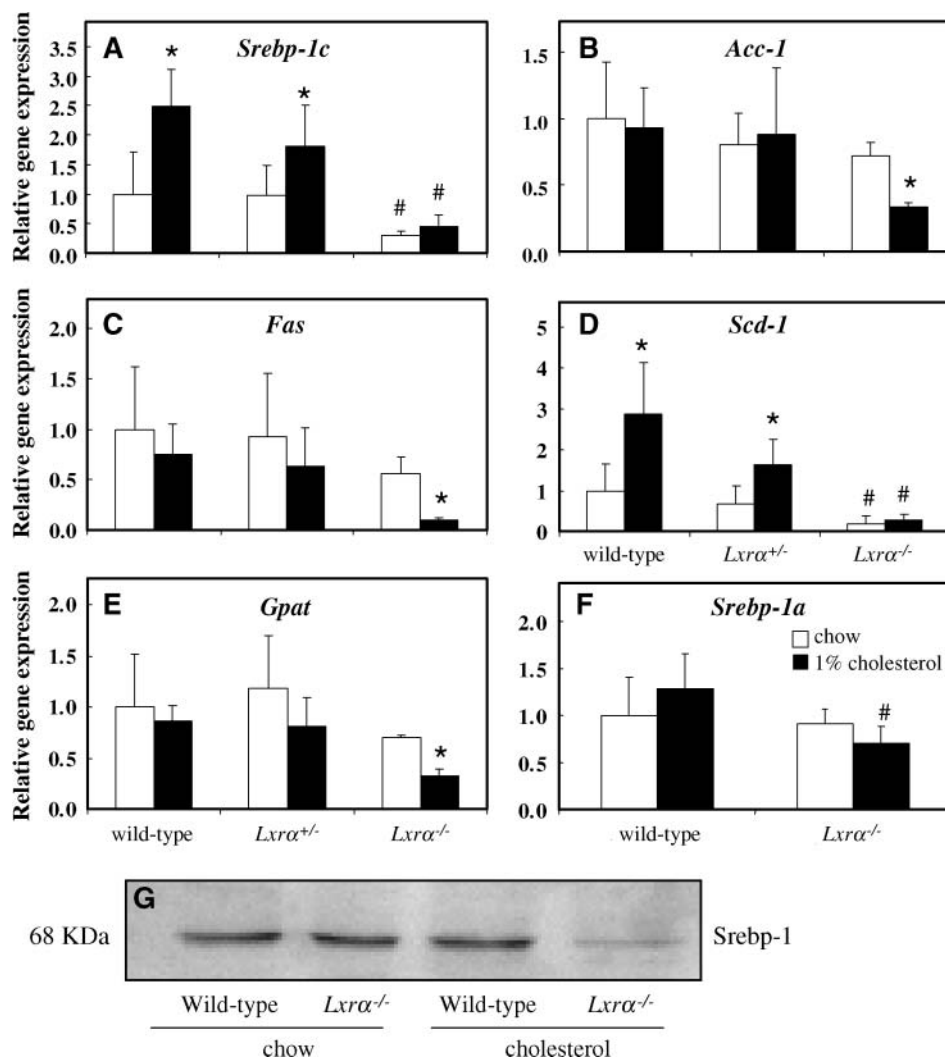 A
Srebp-1c
Relative gene expression
3.5
3.0
2.5
2.0
1.5
1.0
0.5
0.0
*
*
#
#
B
Acc-1
1.5
1.0
0.5
0.0
*
C
Fas
Relative gene expression
2.0
1.5
1.0
0.5
0.0
*
D
Scd-1
5
4
3
2
1
0
*
*
#
#
wild-type
Lxrα+/-
Lxrα-/-
E
Gpat
Relative gene expression
2.0
1.5
1.0
0.5
0.0
*
wild-type
Lxrα+/-
Lxrα-/-
F
Srebp-1a
chow
1% cholesterol
2.0
1.5
1.0
0.5
0.0
#
wild-type
Lxrα-/-
G
68 KDa
Srebp-1
Wild-type Lxrα-/- Wild-type Lxrα-/-
chow cholesterol